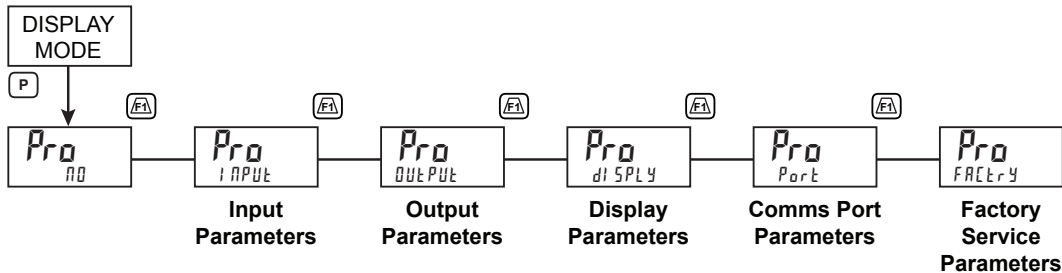 DISPLAY
MODE
P
F1 F1 F1 F1 F1
Pro Pro Pro Pro Pro Pro
NO INPUt OUtPUt dISPLY Port FACtrY
Input Output Display Comms Port Factory
Parameters Parameters Parameters Parameters Service
Parameters